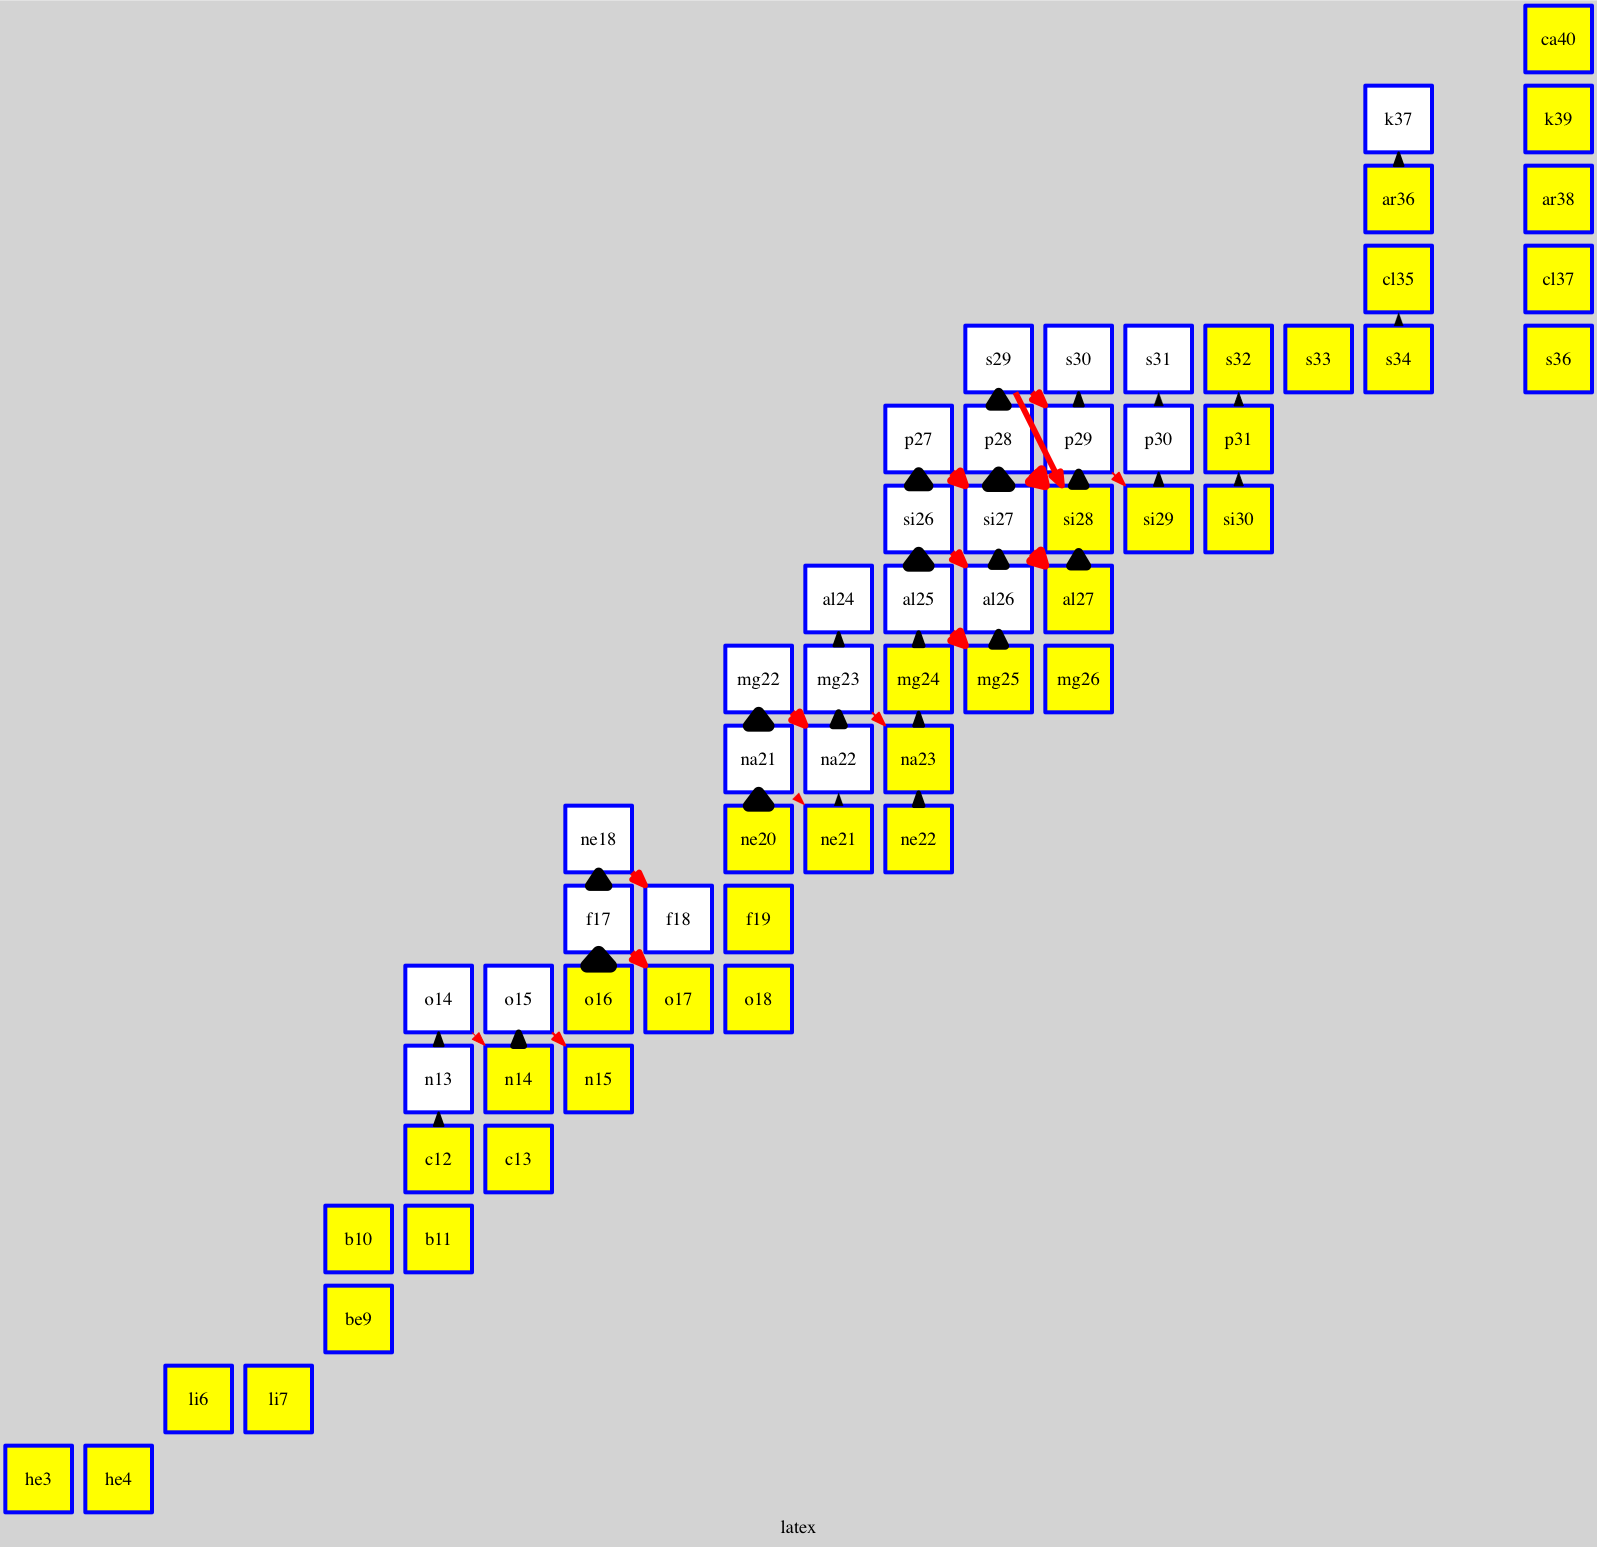 ca40
k37 k39
ar36 ar38
cl35 cl37
s29 s30 s31 s32 s33 s34 s36
p27 p28 p29 p30 p31
si26 si27 si28 si29 si30
al24 al25 al26 al27
mg22 mg23 mg24 mg25 mg26
na21 na22 na23
ne18 ne20 ne21 ne22
f17 f18 f19
o14 o15 o16 o17 o18
n13 n14 n15
c12 c13
b10 b11
be9
li6 li7
he3 he4
latex